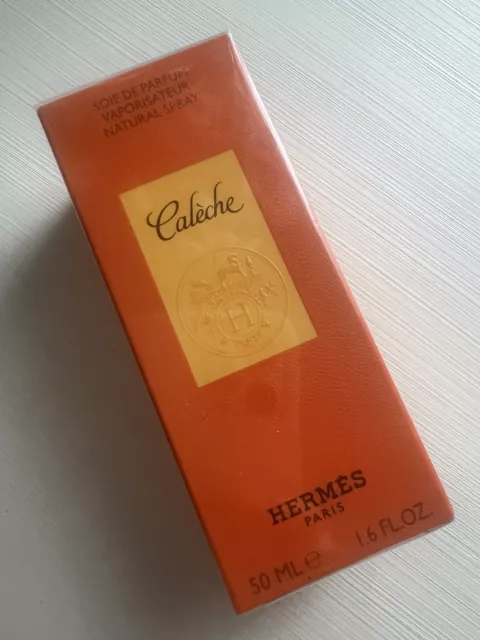 SOIE DE PARFUM
VAPORISATEUR
NATURAL SPRAY
Calèche
H
HERMÈS
PARIS
50 ML ℮ 1.6 FL.OZ.